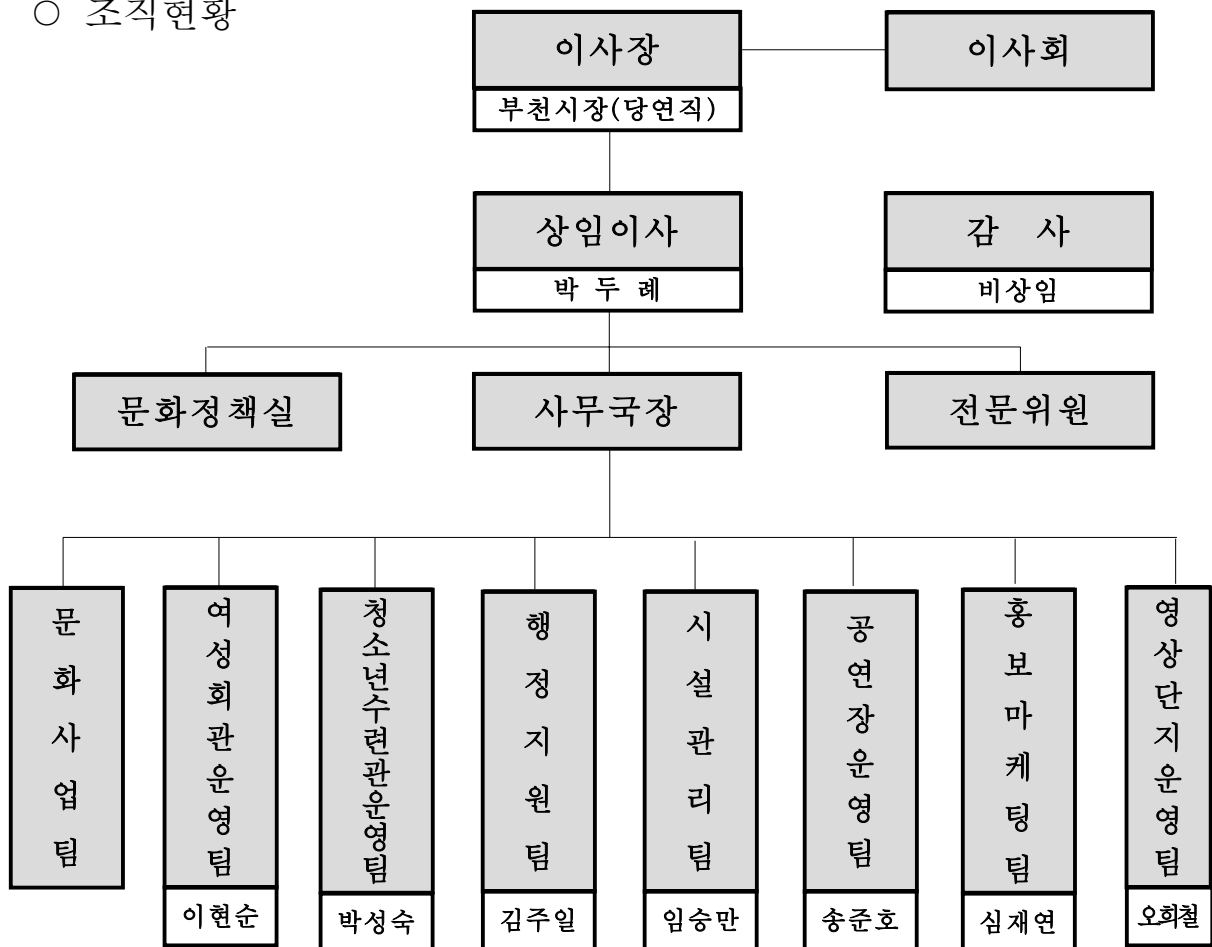 ○ 조직현황
이사장
이사회
부천시장(당연직)
상임이사
감 사
박 두 례
비상임
문화정책실
사무국장
전문위원
문화사업팀
여성회관운영팀
청소년수련관운영팀
행정지원팀
시설관리팀
공연장운영팀
홍보마케팅팀
영상단지운영팀
이현순
박성숙
김주일
임승만
송준호
심재연
오희철